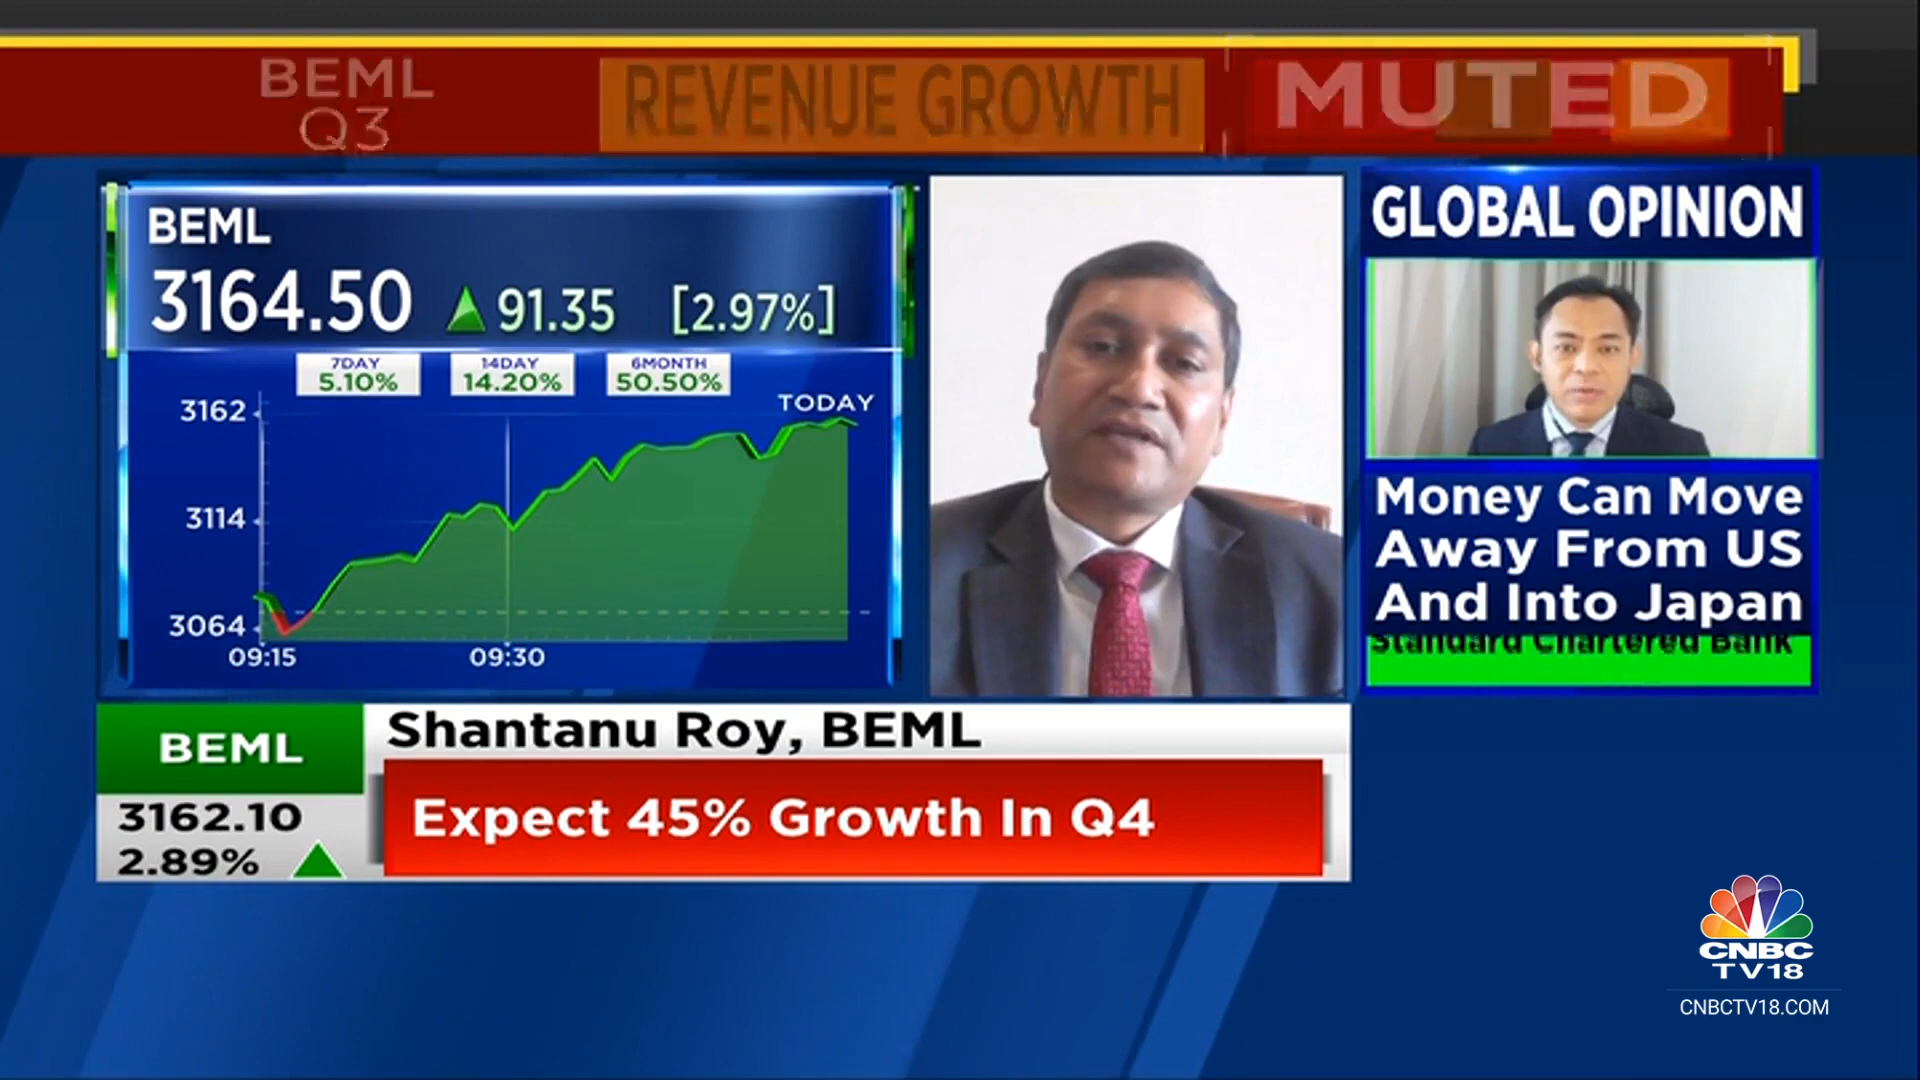 BEML
Q3
REVENUE GROWTH
MUTED
BEML
3164.50 91.35 [2.97%]
7DAY
5.10%
14DAY
14.20%
6MONTH
50.50%
TODAY
3162
3114
3064
09:15
09:30
GLOBAL OPINION
Money Can Move
Away From US
And Into Japan
Standard Chartered Bank
BEML
3162.10
2.89%
Shantanu Roy, BEML
Expect 45% Growth In Q4
CNBC
TV18
CNBCTV18.COM